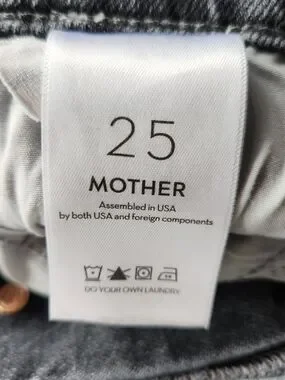 25
MOTHER
Assembled in USA
by both USA and foreign components
DO YOUR OWN LAUNDRY